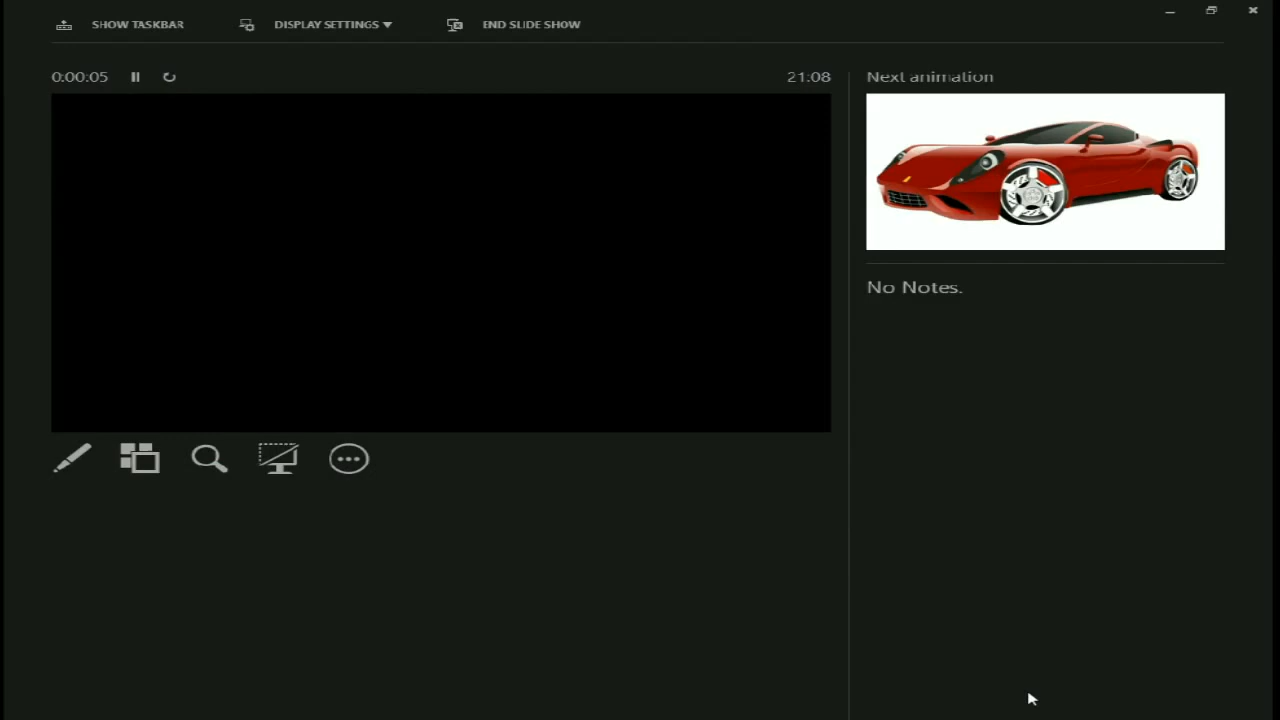 SHOW TASKBAR DISPLAY SETTINGS END SLIDE SHOW
0:00:05 21:08 Next animation
No Notes.